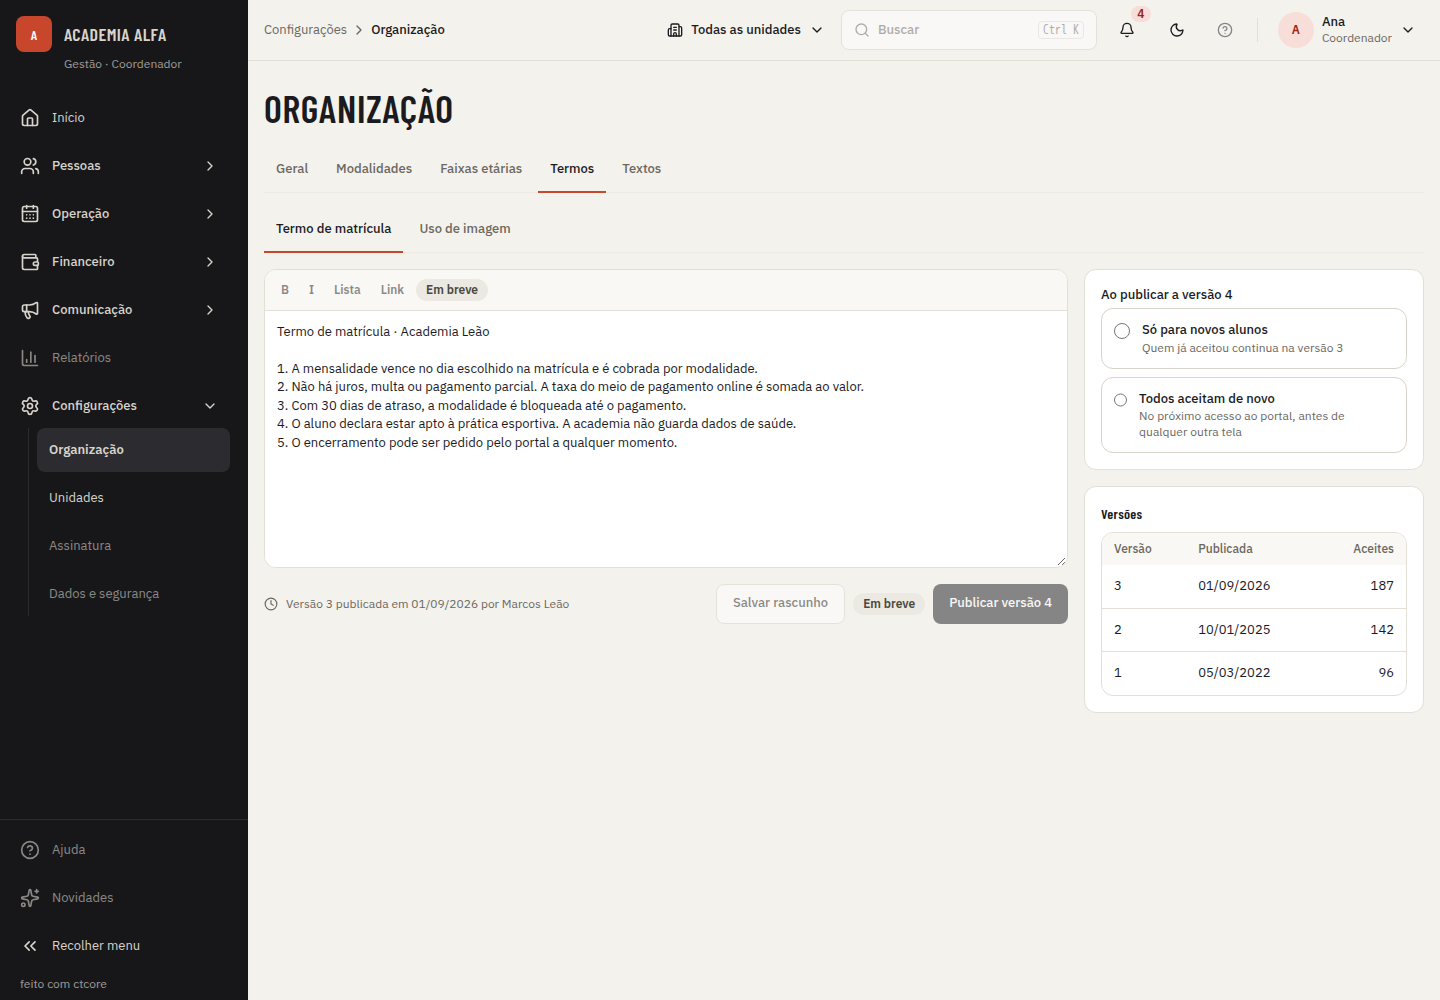 A
ACADEMIA ALFA
Gestão · Coordenador
Início
Pessoas
Operação
Financeiro
Comunicação
Relatórios
Configurações
Organização
Unidades
Assinatura
Dados e segurança
Ajuda
Novidades
Recolher menu
feito com ctcore
Configurações
Organização
Todas as unidades
Buscar
Ctrl K
4
A
Ana
Coordenador
ORGANIZAÇÃO
Geral
Modalidades
Faixas etárias
Termos
Textos
Termo de matrícula
Uso de imagem
B
I
Lista
Link
Em breve
Termo de matrícula · Academia Leão
1. A mensalidade vence no dia escolhido na matrícula e é cobrada por modalidade.
2. Não há juros, multa ou pagamento parcial. A taxa do meio de pagamento online é somada ao valor.
3. Com 30 dias de atraso, a modalidade é bloqueada até o pagamento.
4. O aluno declara estar apto à prática esportiva. A academia não guarda dados de saúde.
5. O encerramento pode ser pedido pelo portal a qualquer momento.
Versão 3 publicada em 01/09/2026 por Marcos Leão
Salvar rascunho
Em breve
Publicar versão 4
Ao publicar a versão 4
Só para novos alunos
Quem já aceitou continua na versão 3
Todos aceitam de novo
No próximo acesso ao portal, antes de
qualquer outra tela
Versões
Versão Publicada Aceites
3 01/09/2026 187
2 10/01/2025 142
1 05/03/2022 96